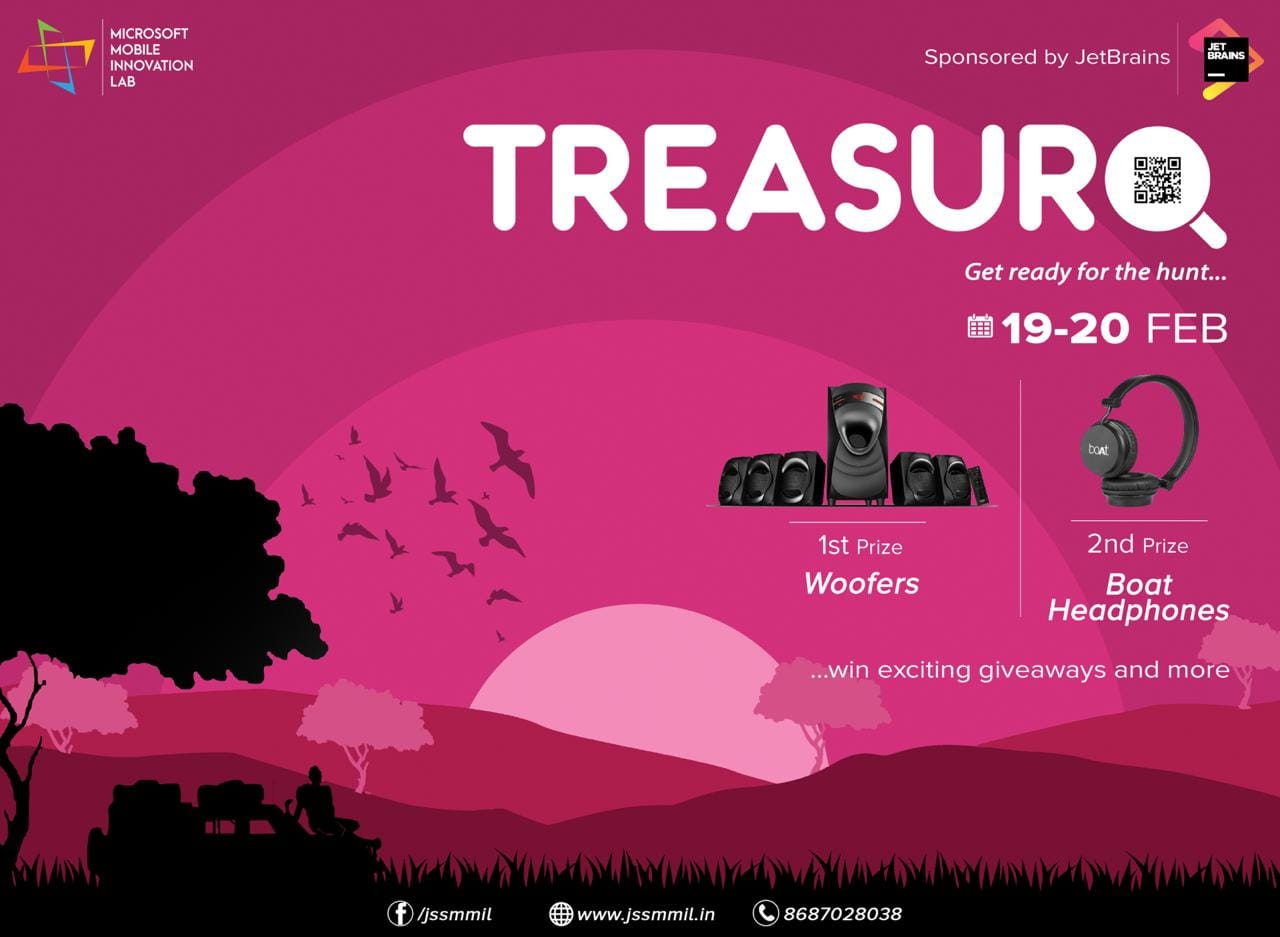 MICROSOFT
MOBILE
INNOVATION
LAB
Sponsored by JetBrains
JET
BRAINS
TREASURQ
Get ready for the hunt...
19-20 FEB
boAt
1st Prize
Woofers
2nd Prize
Boat
Headphones
...win exciting giveaways and more
/jssmmil
www.jssmmil.in
8687028038